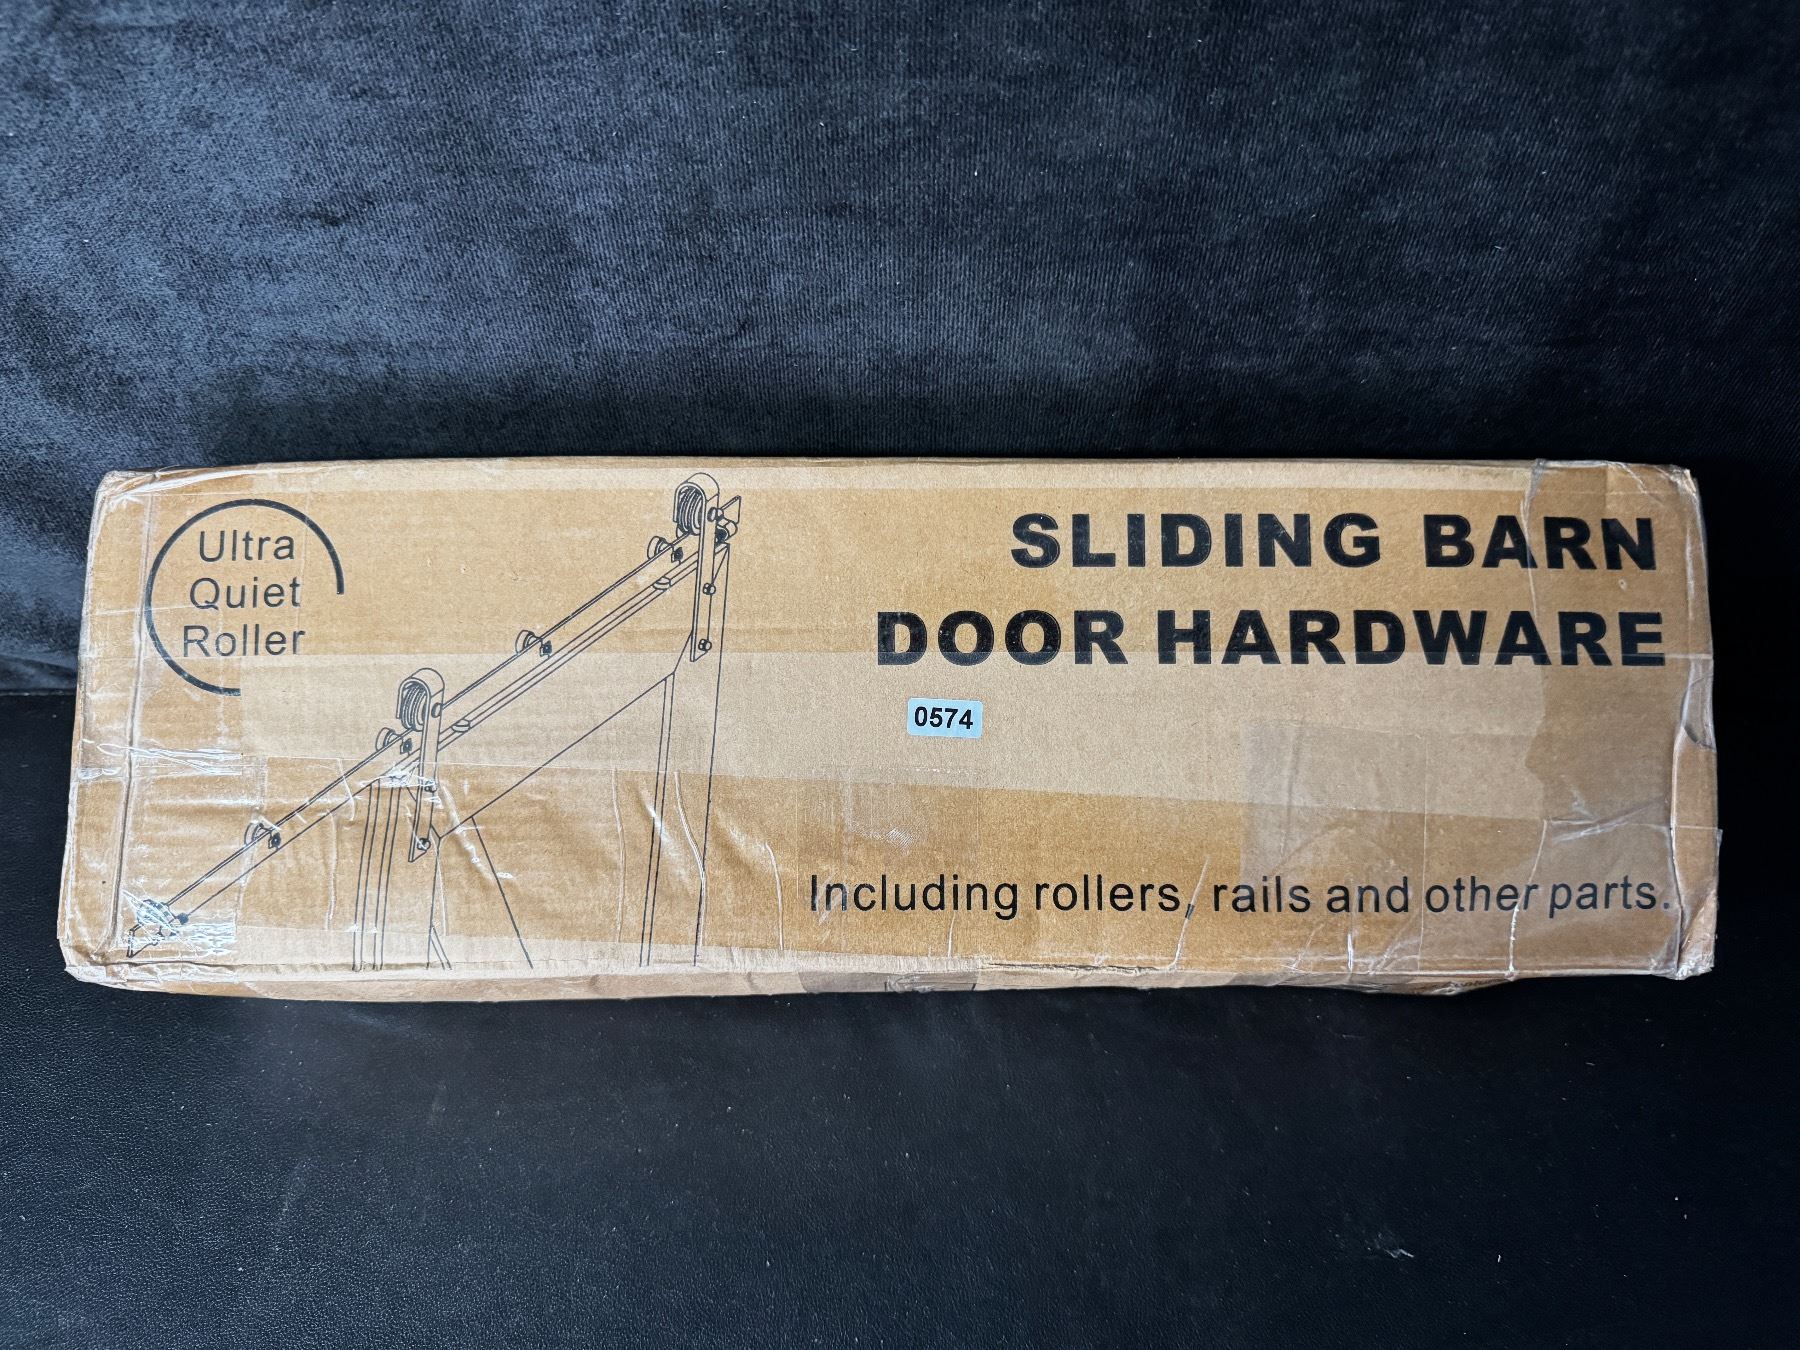 Ultra
Quiet
Roller
SLIDING BARN
DOOR HARDWARE
0574
Including rollers, rails and other parts.